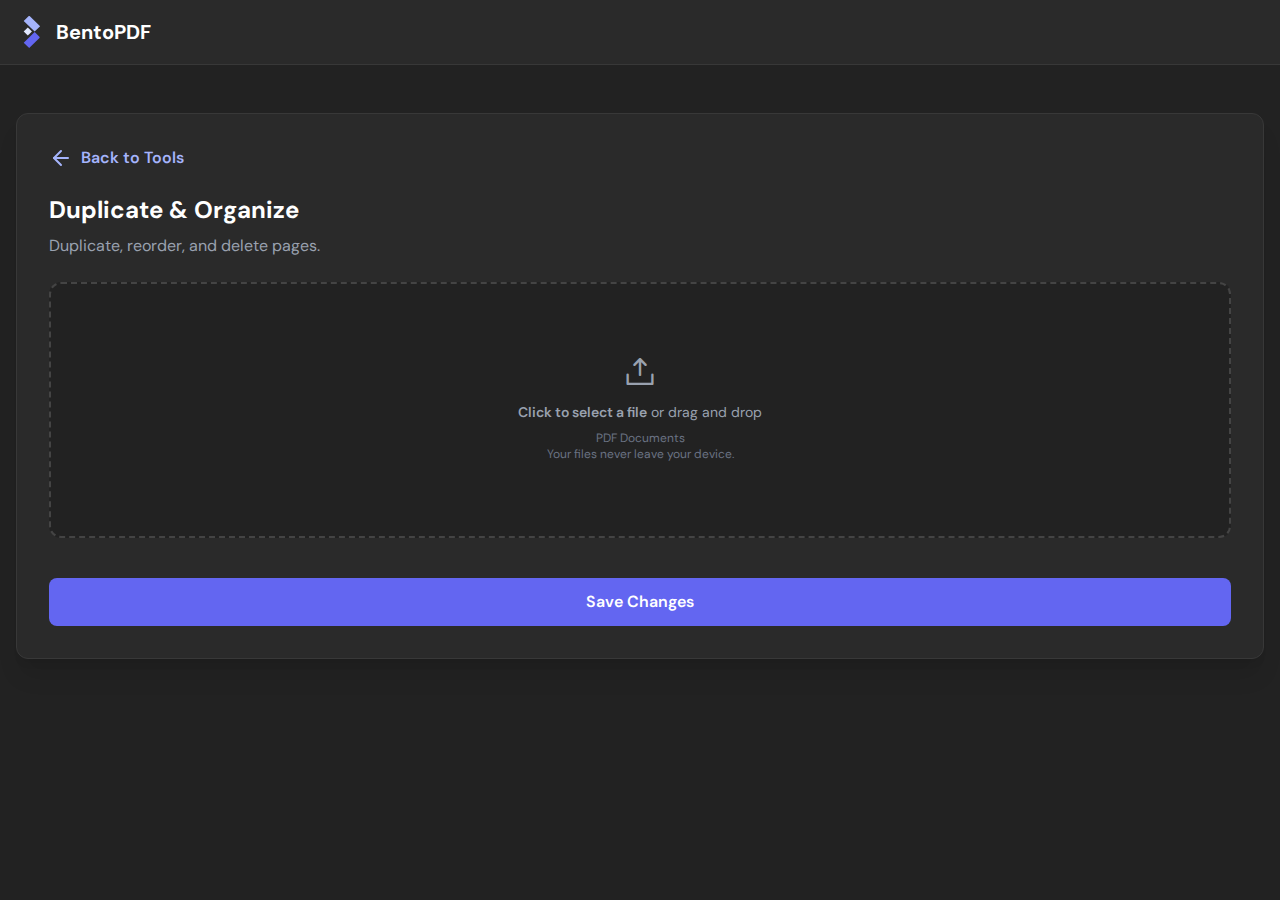 BentoPDF
Back to Tools
Duplicate & Organize
Duplicate, reorder, and delete pages.
Click to select a file or drag and drop
PDF Documents
Your files never leave your device.
Save Changes